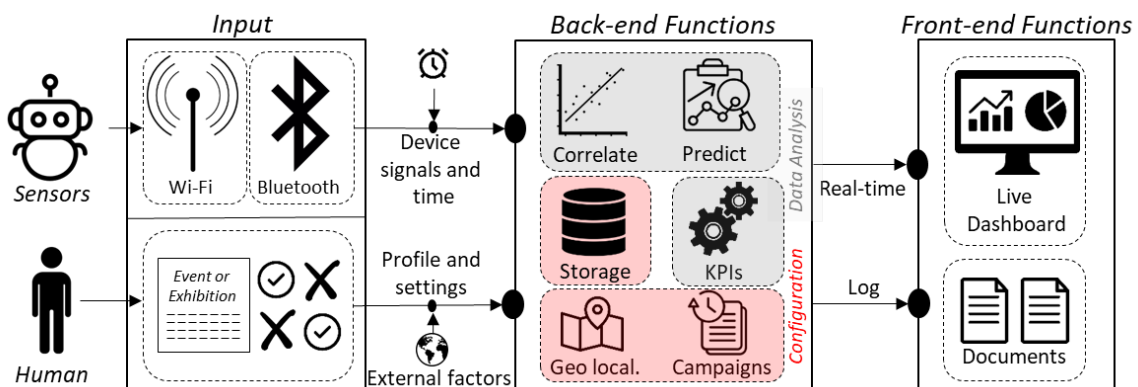 Input
Back-end Functions
Front-end Functions
Sensors
Wi-Fi
Bluetooth
Device
signals and
time
Correlate
Predict
Data Analysis
Real-time
Live
Dashboard
Human
Event or
Exhibition
Profile and
settings
External factors
Storage
KPIs
Geo local.
Campaigns
Configuration
Log
Documents